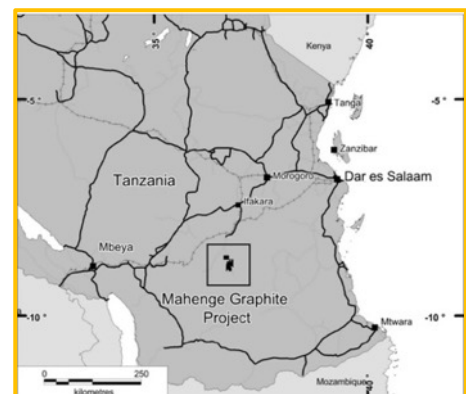 35°
40
Kenya
-5°
-5°
Tanga
Zanzibar
Tanzania
Morogoro
Dar es Salaam
Ifakara
Mbeya
Mahenge Graphite
Project
-10°
-10°
Mtwara
0
250
kilometres
Mozambique
40